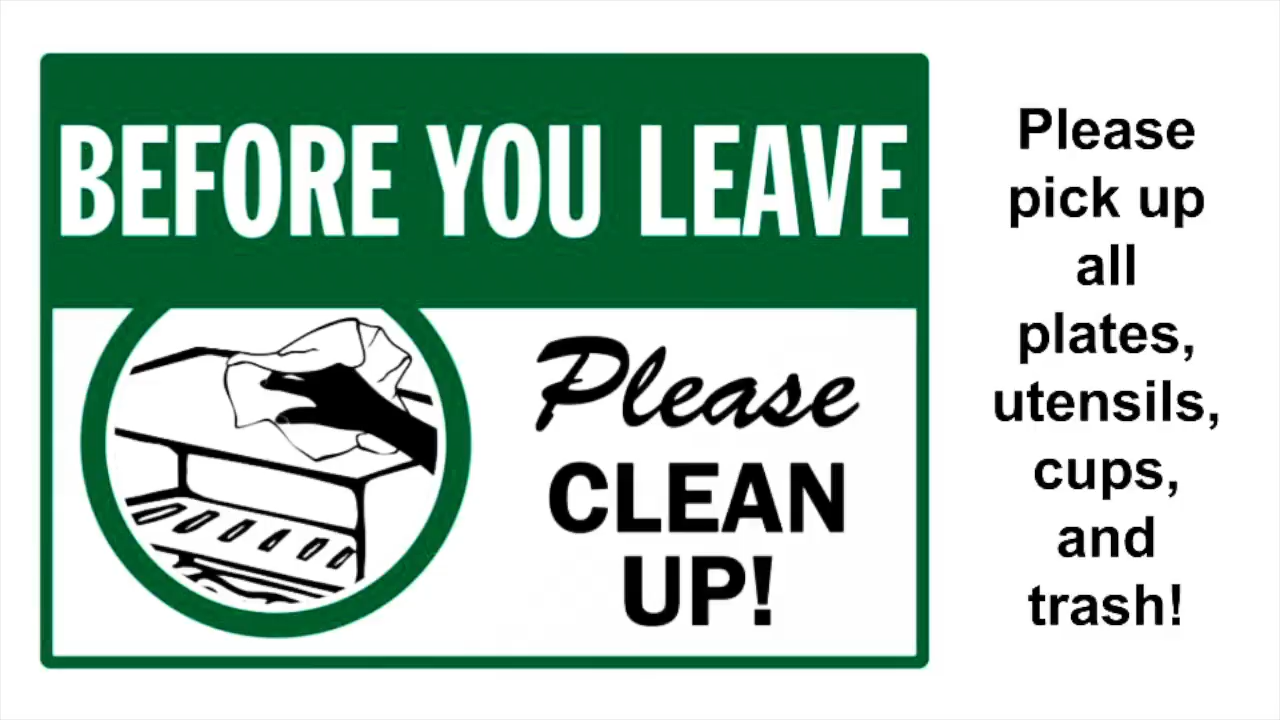 BEFORE YOU LEAVE
Please
CLEAN
UP!
Please
pick up
all
plates,
utensils,
cups,
and
trash!